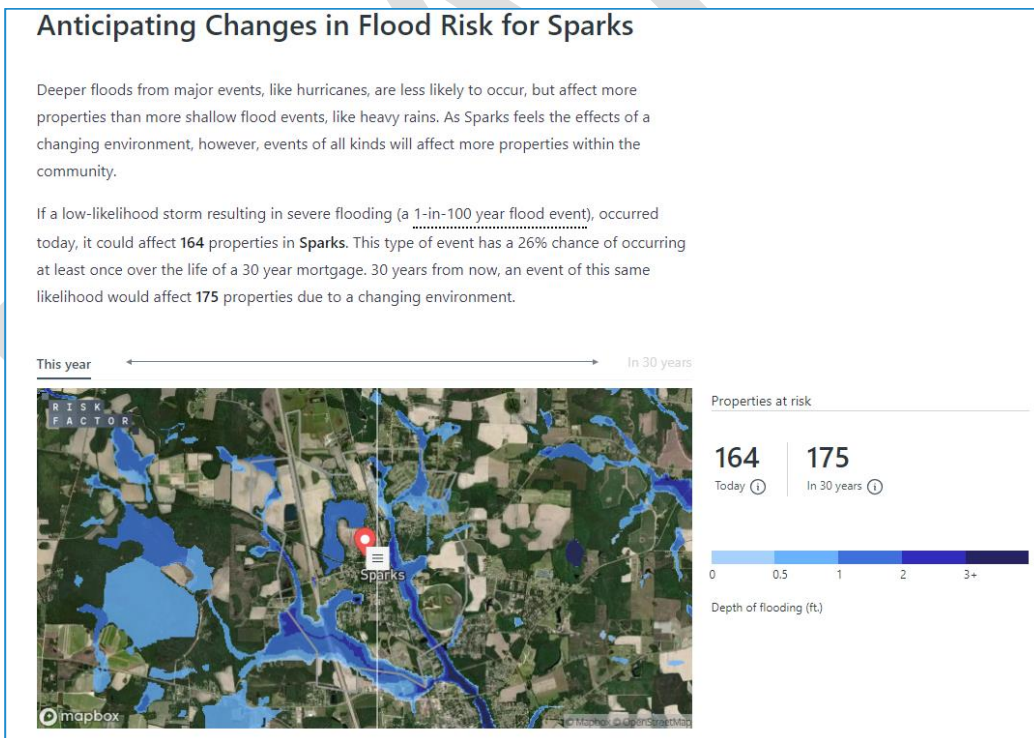 Anticipating Changes in Flood Risk for Sparks
Deeper floods from major events, like hurricanes, are less likely to occur, but affect more
properties than more shallow flood events, like heavy rains. As Sparks feels the effects of a
changing environment, however, events of all kinds will affect more properties within the
community.
If a low-likelihood storm resulting in severe flooding (a 1-in-100 year flood event), occurred
today, it could affect 164 properties in Sparks. This type of event has a 26% chance of occurring
at least once over the life of a 30 year mortgage. 30 years from now, an event of this same
likelihood would affect 175 properties due to a changing environment.
This year In 30 years
RISK
FACTOR
Sparks
mapbox
© Mapbox © OpenStreetMap
Properties at risk
164 175
Today In 30 years
0 0.5 1 2 3+
Depth of flooding (ft.)